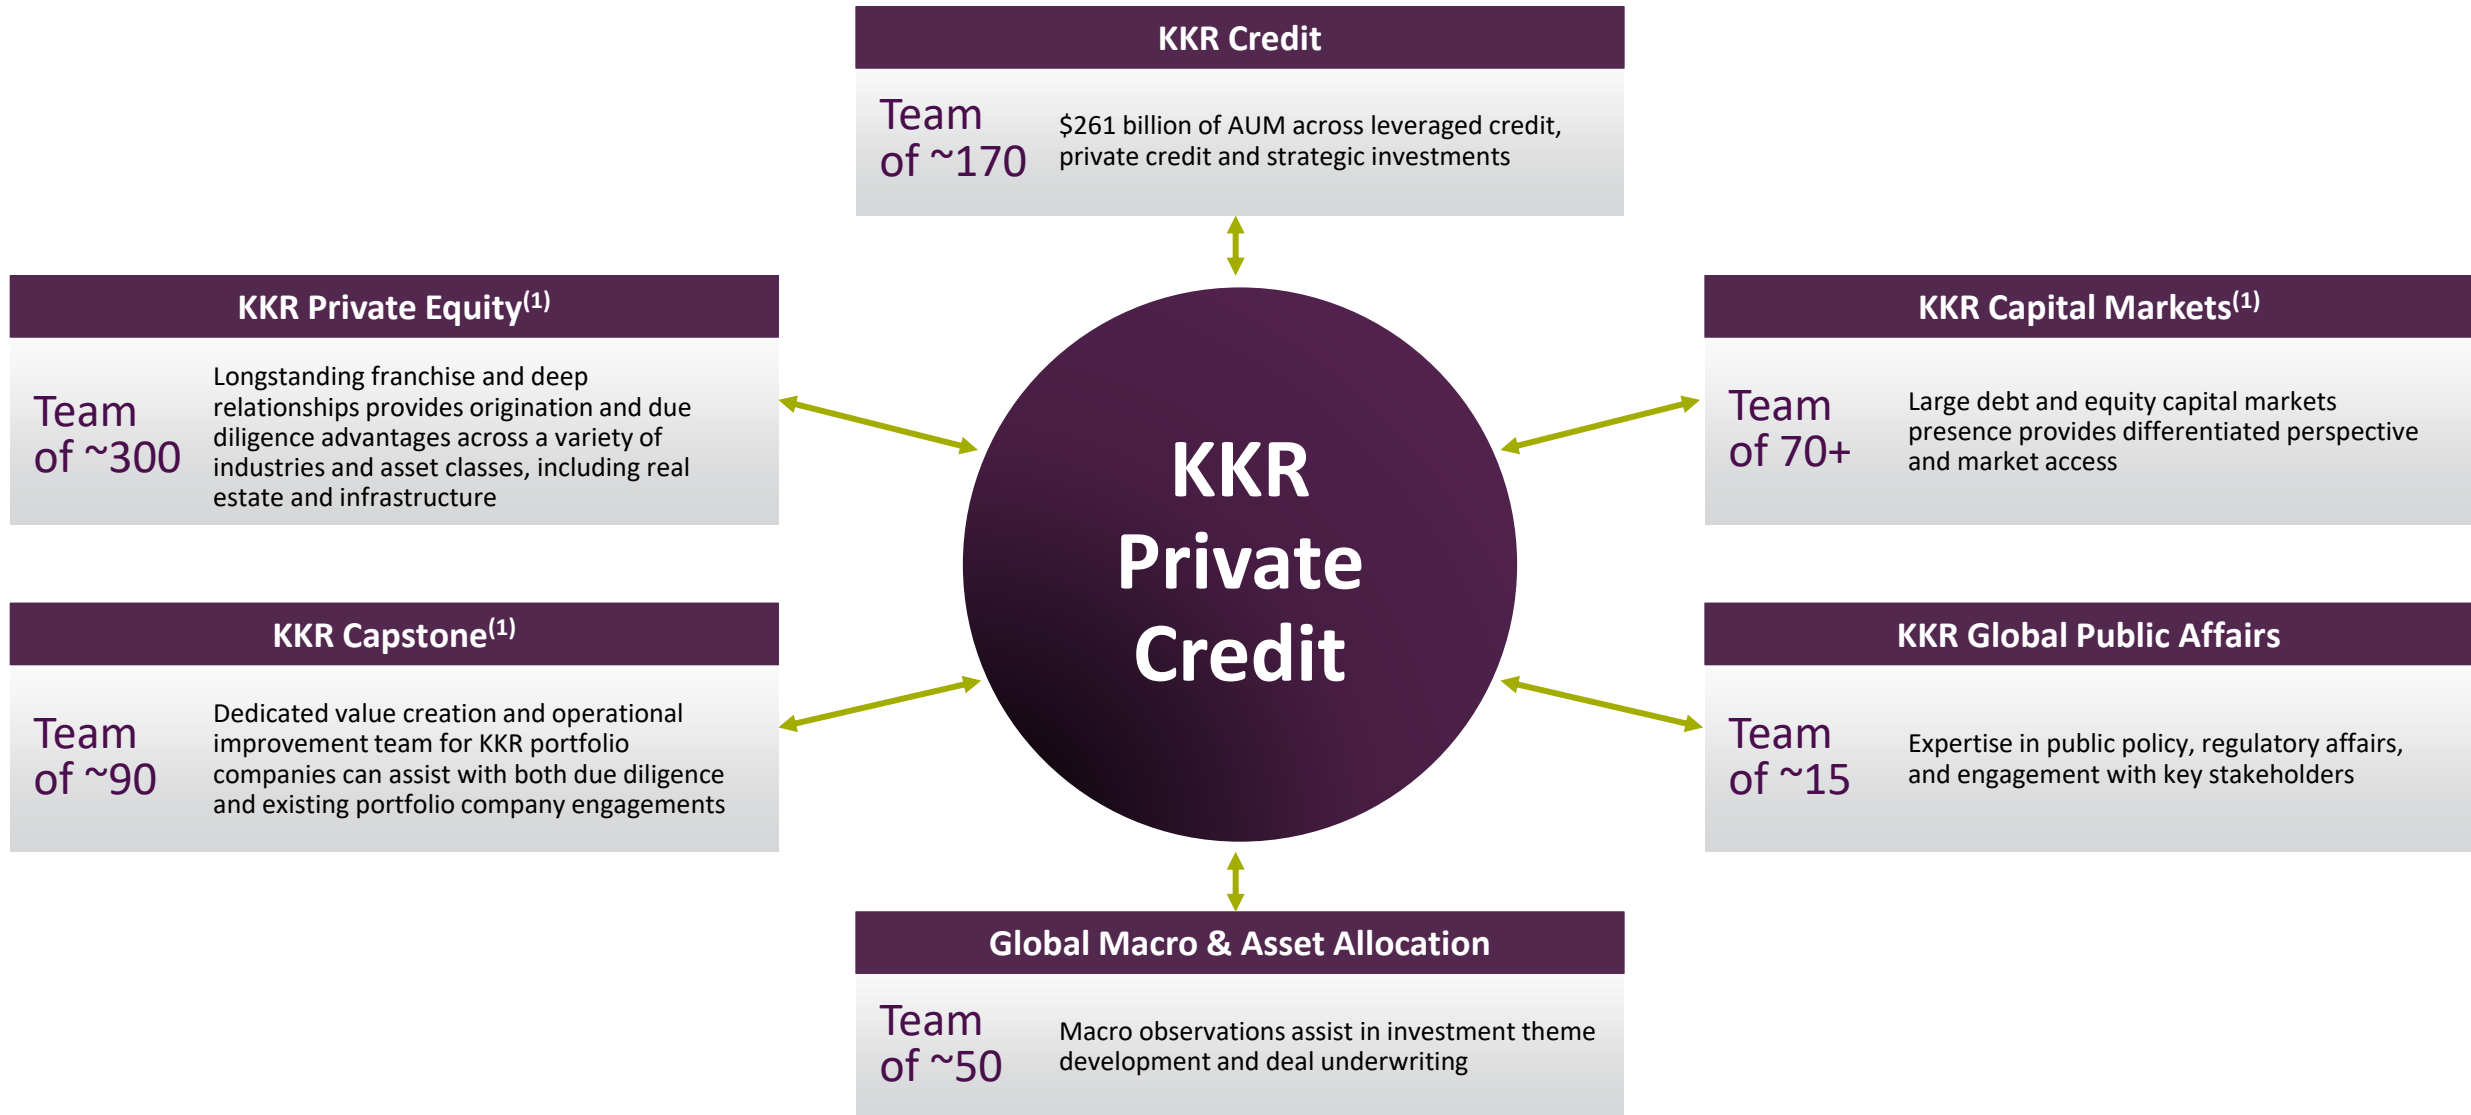 KKR Credit
Team
of ~170
$261 billion of AUM across leveraged credit,
private credit and strategic investments
KKR Private Equity(1)
Team
of ~300
Longstanding franchise and deep
relationships provides origination and due
diligence advantages across a variety of
industries and asset classes, including real
estate and infrastructure
KKR Capital Markets(1)
Team
of 70+
Large debt and equity capital markets
presence provides differentiated perspective
and market access
KKR
Private
Credit
KKR Capstone(1)
Team
of ~90
Dedicated value creation and operational
improvement team for KKR portfolio
companies can assist with both due diligence
and existing portfolio company engagements
KKR Global Public Affairs
Team
of ~15
Expertise in public policy, regulatory affairs,
and engagement with key stakeholders
Global Macro & Asset Allocation
Team
of ~50
Macro observations assist in investment theme
development and deal underwriting